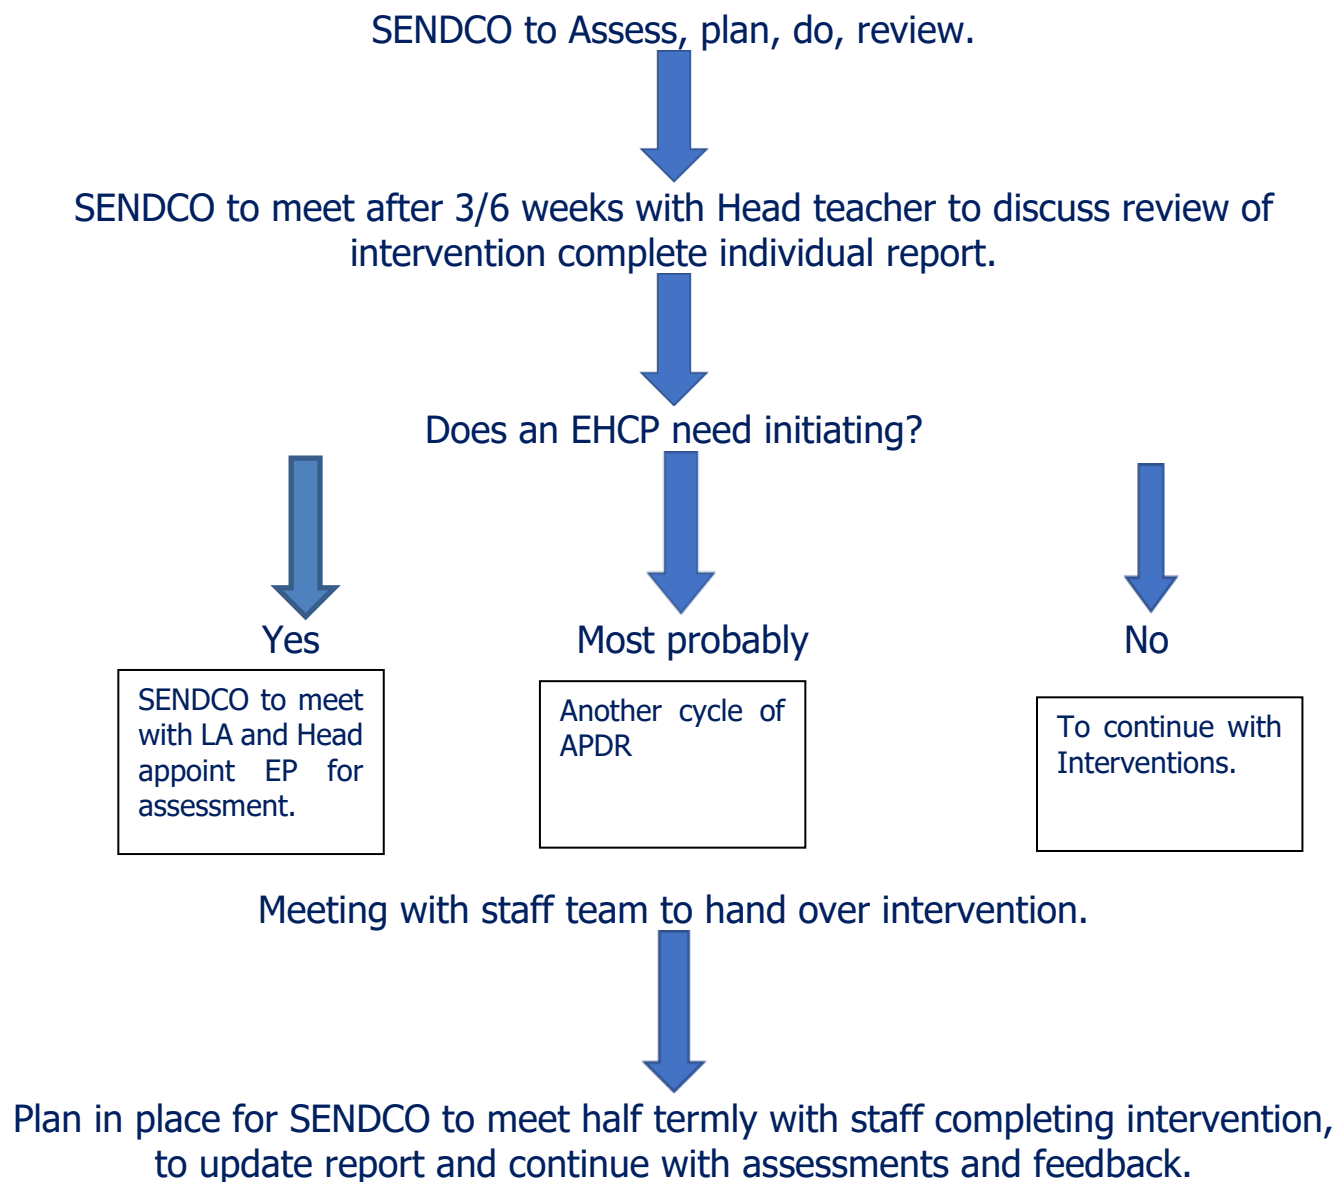 SENDCO to Assess, plan, do, review.
SENDCO to meet after 3/6 weeks with Head teacher to discuss review of
intervention complete individual report.
Does an EHCP need initiating?
Yes
Most probably
No
SENDCO to meet
with LA and Head
appoint EP for
assessment.
Another cycle of
APDR
To continue with
Interventions.
Meeting with staff team to hand over intervention.
Plan in place for SENDCO to meet half termly with staff completing intervention,
to update report and continue with assessments and feedback.